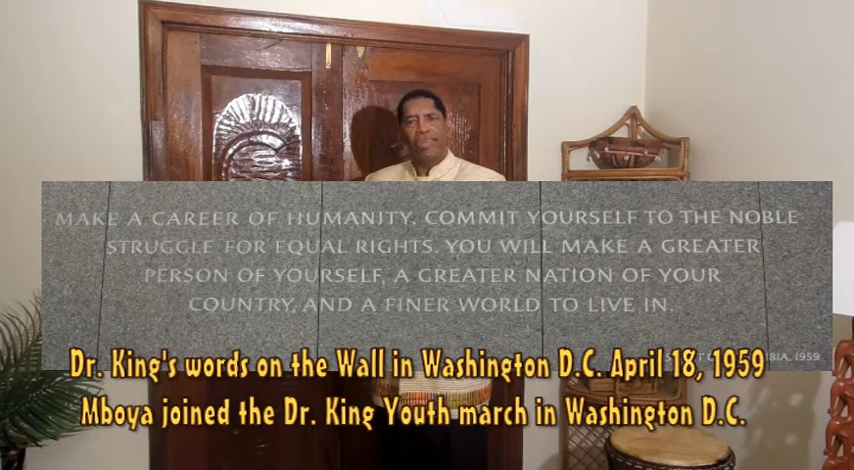 MAKE A CAREER OF HUMANITY. COMMIT YOURSELF TO THE NOBLE
STRUGGLE FOR EQUAL RIGHTS. YOU WILL MAKE A GREATER
PERSON OF YOURSELF, A GREATER NATION OF YOUR
COUNTRY, AND A FINER WORLD TO LIVE IN.
1959
Dr. King's words on the Wall in Washington D.C. April 18, 1959
Mboya joined the Dr. King Youth march in Washington D.C.